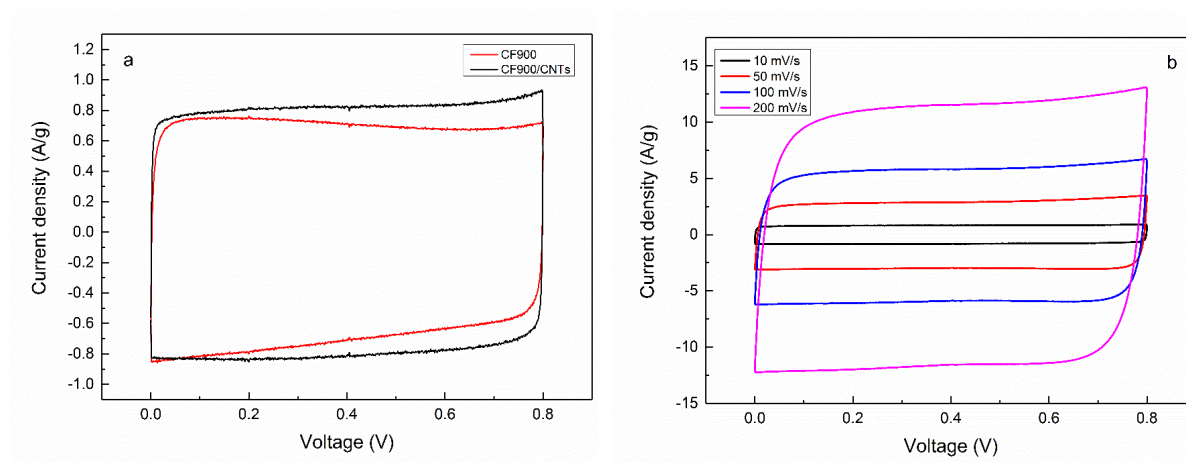 a
CF900
CF900/CNTs
1.2
1.0
0.8
0.6
0.4
0.2
0.0
-0.2
-0.4
-0.6
-0.8
-1.0
Current density (A/g)
0.0 0.2 0.4 0.6 0.8
Voltage (V)
b
10 mV/s
50 mV/s
100 mV/s
200 mV/s
15
10
5
0
-5
-10
-15
Current density (A/g)
0.0 0.2 0.4 0.6 0.8
Voltage (V)